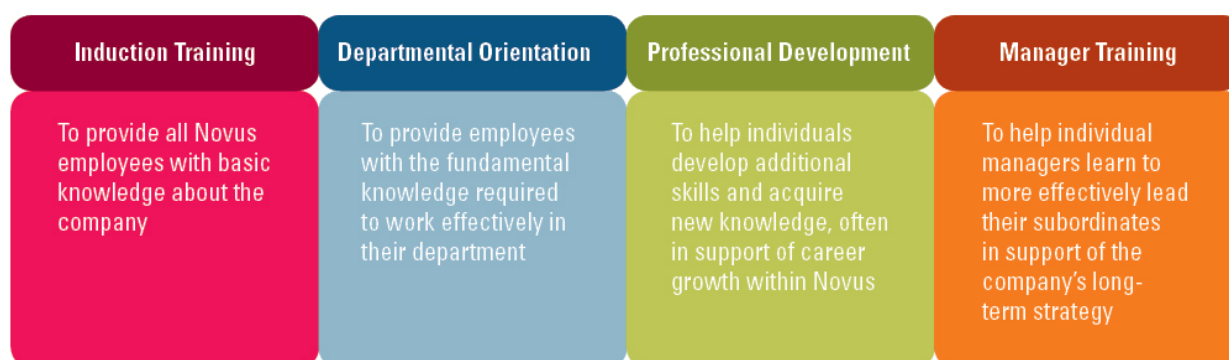 Induction Training
To provide all Novus
employees with basic
knowledge about the
company
Departmental Orientation
To provide employees
with the fundamental
knowledge required
to work effectively in
their department
Professional Development
To help individuals
develop additional
skills and acquire
new knowledge, often
in support of career
growth within Novus
Manager Training
To help individual
managers learn to
more effectively lead
their subordinates
in support of the
company’s long-
term strategy